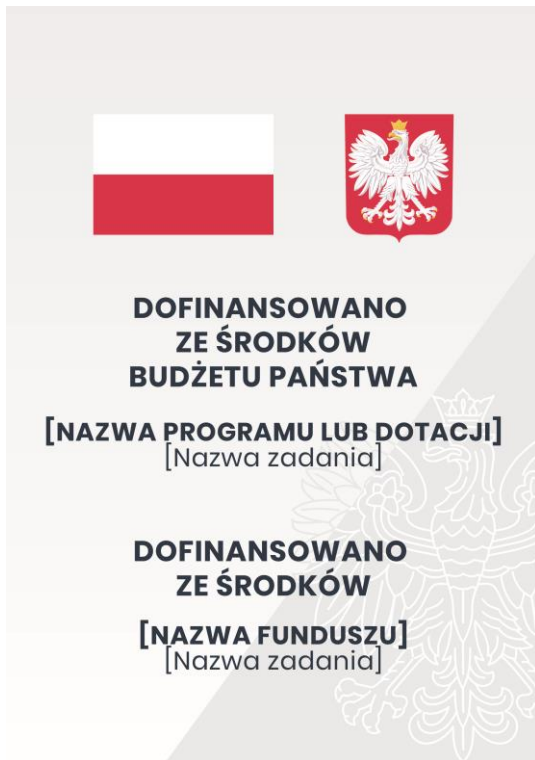 DOFINANSOWANO
ZE ŚRODKÓW
BUDŻETU PAŃSTWA
[NAZWA PROGRAMU LUB DOTACJI]
[Nazwa zadania]
DOFINANSOWANO
ZE ŚRODKÓW
[NAZWA FUNDUSZU]
[Nazwa zadania]